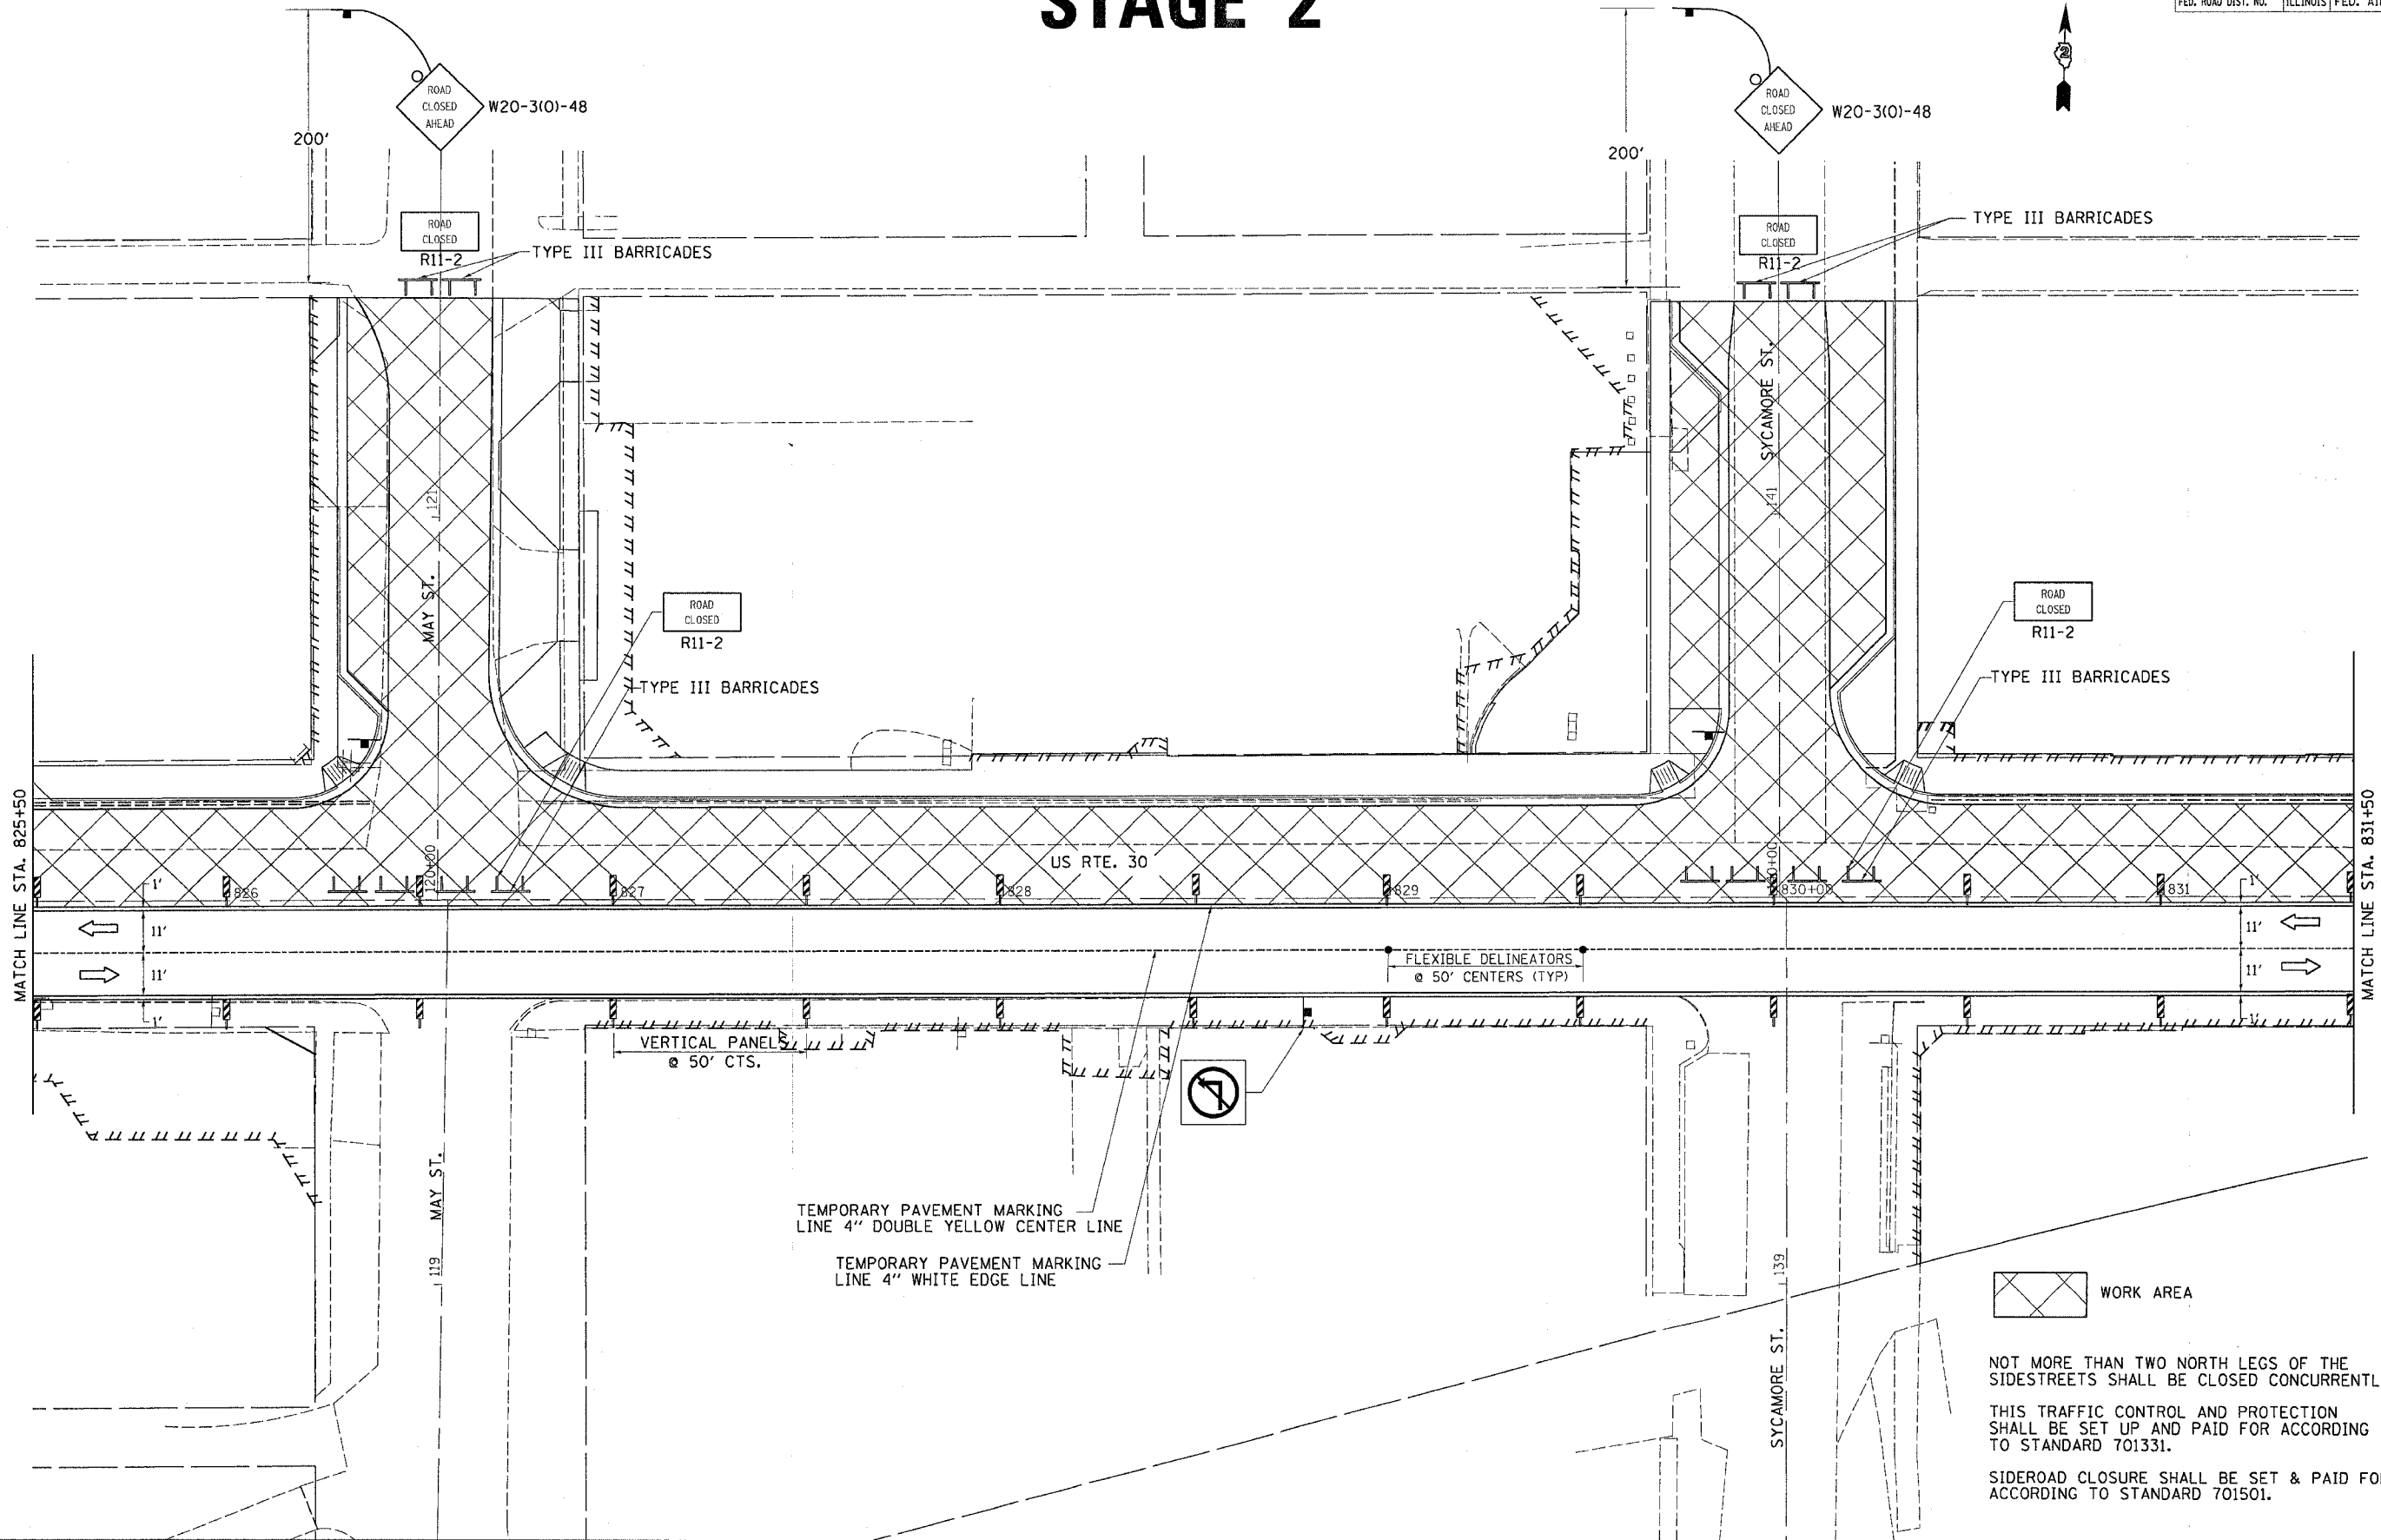 STAGE 2
FED. ROAD DIST. NO. ILLINOIS FED.
2
ROAD
CLOSED
AHEAD
W20-3(O)-48
200'
ROAD
CLOSED
AHEAD
W20-3(O)-48
200'
ROAD
CLOSED
R11-2
TYPE III BARRICADES
ROAD
CLOSED
R11-2
TYPE III BARRICADES
SYCAMORE ST.
121
141
MAY ST.
ROAD
CLOSED
R11-2
TYPE III BARRICADES
ROAD
CLOSED
R11-2
TYPE III BARRICADES
MATCH LINE STA. 825+50
MATCH LINE STA. 831+50
US RTE. 30
120+00
1'
826
827
828
829
830+00
831
1'
11'
11'
11'
11'
FLEXIBLE DELINEATORS
@ 50' CENTERS (TYP)
1'
1'
VERTICAL PANELS
@ 50' CTS.
MAY ST.
119
TEMPORARY PAVEMENT MARKING
LINE 4" DOUBLE YELLOW CENTER LINE
TEMPORARY PAVEMENT MARKING
LINE 4" WHITE EDGE LINE
139
SYCAMORE ST.
WORK AREA
NOT MORE THAN TWO NORTH LEGS OF THE
SIDESTREETS SHALL BE CLOSED CONCURRENTL
THIS TRAFFIC CONTROL AND PROTECTION
SHALL BE SET UP AND PAID FOR ACCORDING
TO STANDARD 701331.
SIDEROAD CLOSURE SHALL BE SET & PAID FO
ACCORDING TO STANDARD 701501.